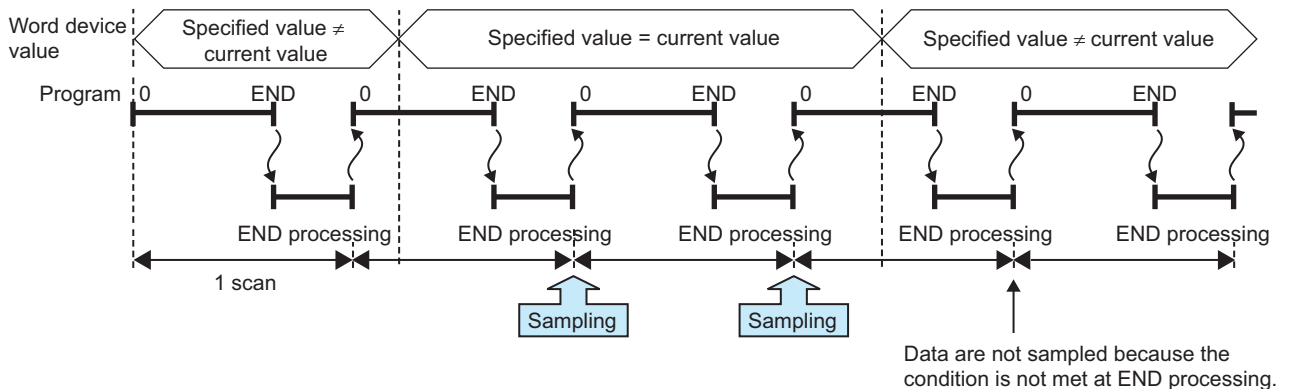 Word device
value
Specified value ≠
current value
Specified value = current value
Specified value ≠ current value
Program
0 END 0 END 0 END 0 END 0 END
END processing END processing END processing END processing END processing
1 scan
Sampling Sampling
Data are not sampled because the
condition is not met at END processing.